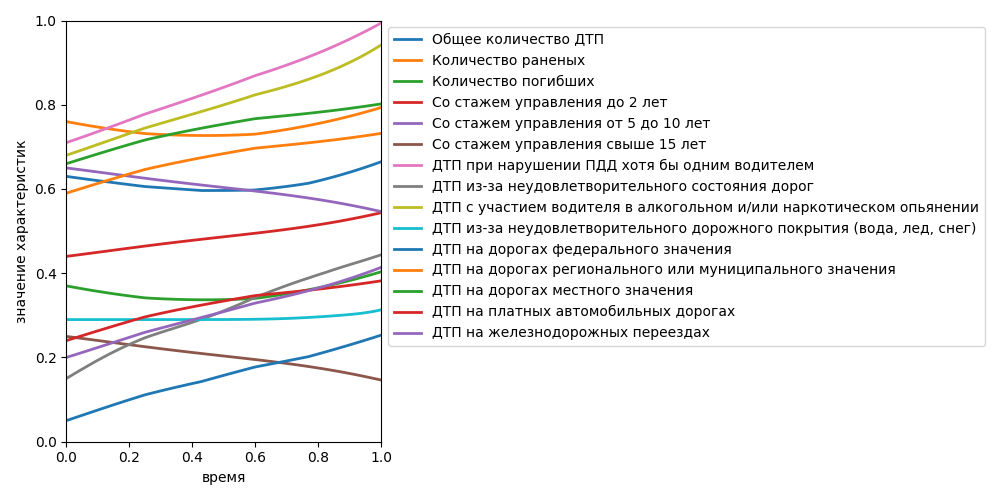 1.0
0.8
0.6
0.4
0.2
0.0
значение характеристик
0.0 0.2 0.4 0.6 0.8 1.0
время
Общее количество ДТП
Количество раненых
Количество погибших
Со стажем управления до 2 лет
Со стажем управления от 5 до 10 лет
Со стажем управления свыше 15 лет
ДТП при нарушении ПДД хотя бы одним водителем
ДТП из-за неудовлетворительного состояния дорог
ДТП с участием водителя в алкогольном и/или наркотическом опьянении
ДТП из-за неудовлетворительного дорожного покрытия (вода, лед, снег)
ДТП на дорогах федерального значения
ДТП на дорогах регионального или муниципального значения
ДТП на дорогах местного значения
ДТП на платных автомобильных дорогах
ДТП на железнодорожных переездах